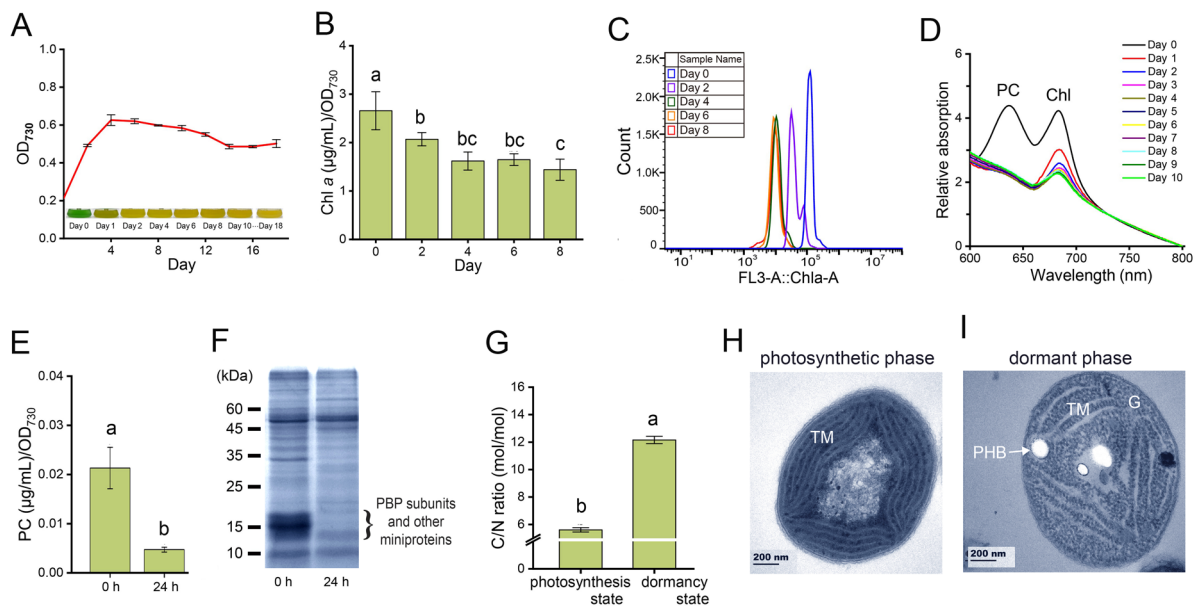 A
OD730
1.0
0.8
0.6
0.4
0.2
0.0
Day 0 Day 1 Day 2 Day 4 Day 6 Day 8 Day 10···Day 18
4 8 12 16
Day
B
Chl a (µg/mL)/OD730
4
3
2
1
0
a
b
bc
bc
c
0 2 4 6 8
Day
C
Count
2.5K
2.0K
1.5K
1.0K
500
0
Sample Name
Day 0
Day 2
Day 4
Day 6
Day 8
10¹ 10³ 10⁵ 10⁷
FL3-A::Chla-A
D
Relative absorption
6
4
2
0
PC
Chl
Day 0
Day 1
Day 2
Day 3
Day 4
Day 5
Day 6
Day 7
Day 8
Day 9
Day 10
600 650 700 750 800
Wavelength (nm)
E
PC (µg/mL)/OD730
0.04
0.03
0.02
0.01
0.00
a
b
0 h 24 h
F
(kDa)
60
45
35
25
15
10
PBP subunits
and other
miniproteins
0 h 24 h
G
C/N ratio (mol/mol)
16
14
12
10
8
6
4
2
0
b
a
photosynthesis dormancy
state state
H
photosynthetic phase
TM
200 nm
I
dormant phase
TM
G
PHB
200 nm